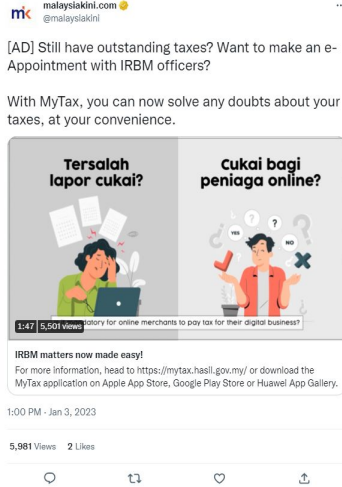 malaysiakini.com
@malaysiakini
[AD] Still have outstanding taxes? Want to make an e-
Appointment with IRBM officers?
With MyTax, you can now solve any doubts about your
taxes, at your convenience.
Tersalah
lapor cukai?
Cukai bagi
peniaga online?
?
?
?
?
YES
NO
datory for online merchants to pay tax for their digital business?
1:47 5,501 views
IRBM matters now made easy!
For more information, head to https://mytax.hasil.gov.my/ or download the
MyTax application on Apple App Store, Google Play Store or Huawei App Gallery.
1:00 PM · Jan 3, 2023
5,981 Views 2 Likes